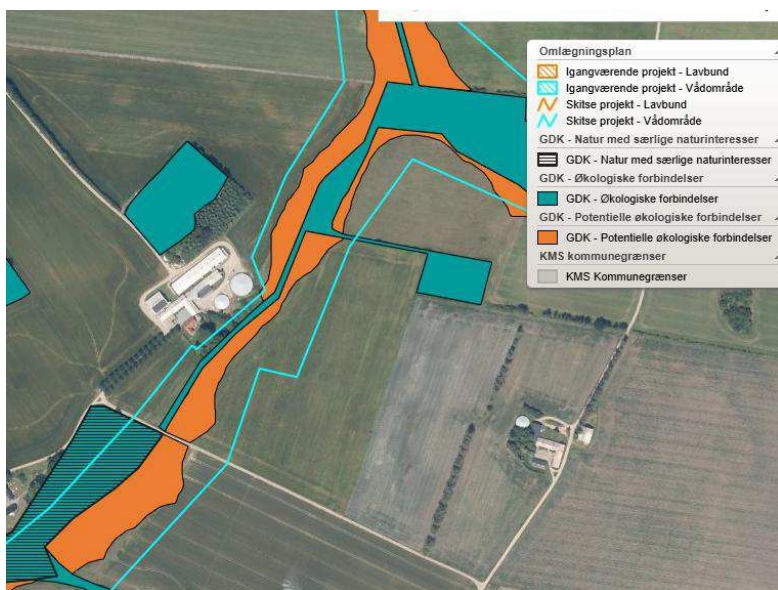 Omlægningsplan
Igangværende projekt - Lavbund
Igangværende projekt - Vådområde
Skitse projekt - Lavbund
Skitse projekt - Vådområde
GDK - Natur med særlige naturinteresser
GDK - Natur med særlige naturinteresser
GDK - Økologiske forbindelser
GDK - Økologiske forbindelser
GDK - Potentielle økologiske forbindelser
GDK - Potentielle økologiske forbindelser
KMS kommunegrænser
KMS Kommunegrænser